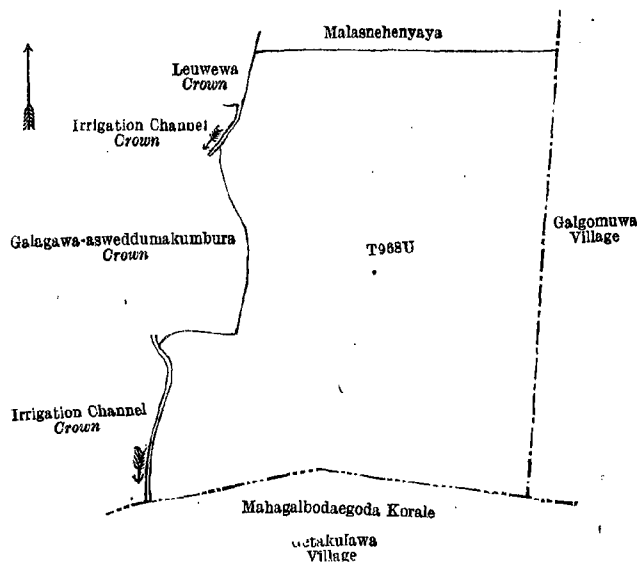 Malasnehenyaya
Leuwewa
Crown
Irrigation Channel
Crown
Galagawa-asweddumakumbura
Crown
T968U
Galgomuwa
Village
Irrigation Channel
Crown
Mahagalbodaegoda Korale
Village